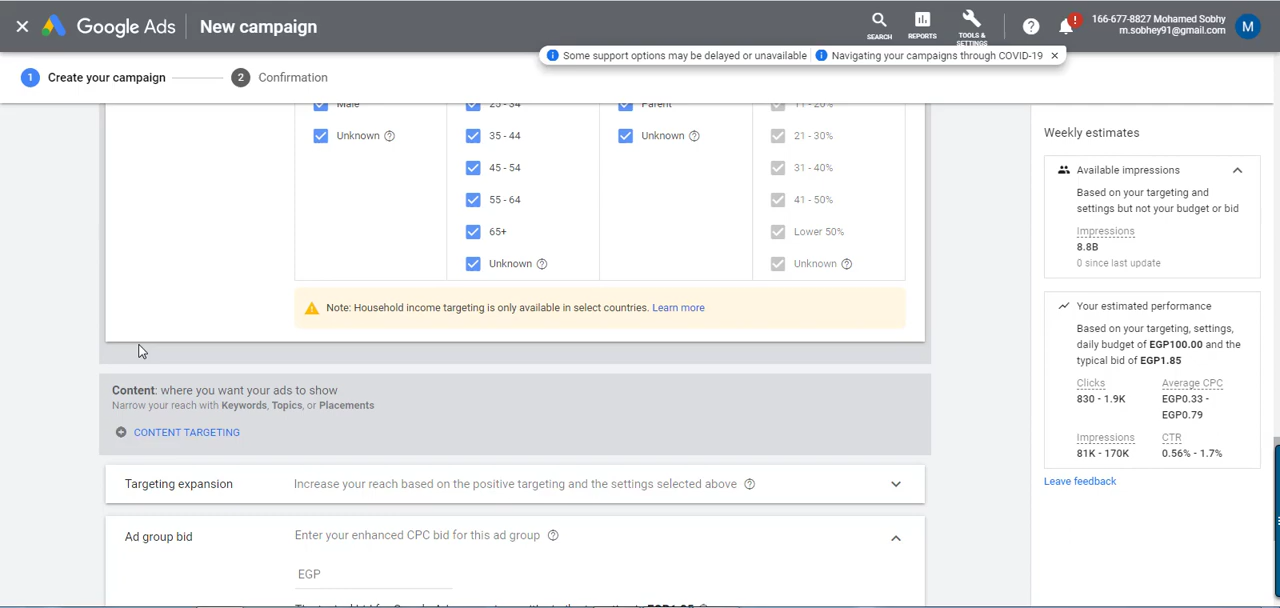 Google Ads New campaign
SEARCH REPORTS TOOLS & SETTINGS ? ! 166-677-8827 Mohamed Sobhy
m.sobhey91@gmail.com M
Some support options may be delayed or unavailable Navigating your campaigns through COVID-19
1 Create your campaign 2 Confirmation
Male 25 - 34 Parent 11 - 20%
Unknown 35 - 44 Unknown 21 - 30%
45 - 54 31 - 40%
55 - 64 41 - 50%
65+ Lower 50%
Unknown Unknown
Note: Household income targeting is only available in select countries. Learn more
Content: where you want your ads to show
Narrow your reach with Keywords, Topics, or Placements
CONTENT TARGETING
Targeting expansion Increase your reach based on the positive targeting and the settings selected above
Ad group bid Enter your enhanced CPC bid for this ad group
EGP
Weekly estimates
Available impressions
Based on your targeting and
settings but not your budget or bid
Impressions
8.8B
0 since last update
Your estimated performance
Based on your targeting, settings,
daily budget of EGP100.00 and the
typical bid of EGP1.85
Clicks Average CPC
830 - 1.9K EGP0.33 -
EGP0.79
Impressions CTR
81K - 170K 0.56% - 1.7%
Leave feedback